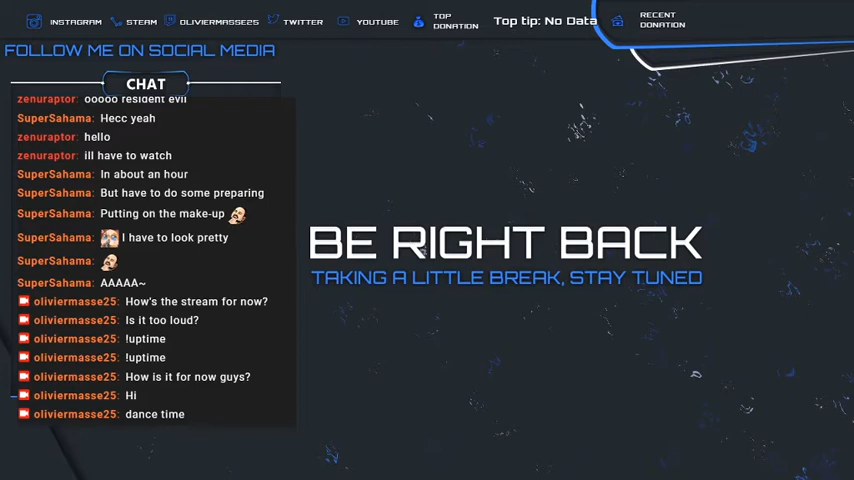 INSTAGRAM
STEAM
OLIVIERMASSE25
TWITTER
YOUTUBE
TOP DONATION
Top tip: No Data
RECENT DONATION
FOLLOW ME ON SOCIAL MEDIA
CHAT
zenuraptor: ooooo resident evil
SuperSahama: Hecc yeah
zenuraptor: hello
zenuraptor: ill have to watch
SuperSahama: In about an hour
SuperSahama: But have to do some preparing
SuperSahama: Putting on the make-up
SuperSahama: I have to look pretty
SuperSahama:
SuperSahama: AAAAA~
oliviermasse25: How's the stream for now?
oliviermasse25: Is it too loud?
oliviermasse25: !uptime
oliviermasse25: !uptime
oliviermasse25: How is it for now guys?
oliviermasse25: Hi
oliviermasse25: dance time
BE RIGHT BACK
TAKING A LITTLE BREAK, STAY TUNED